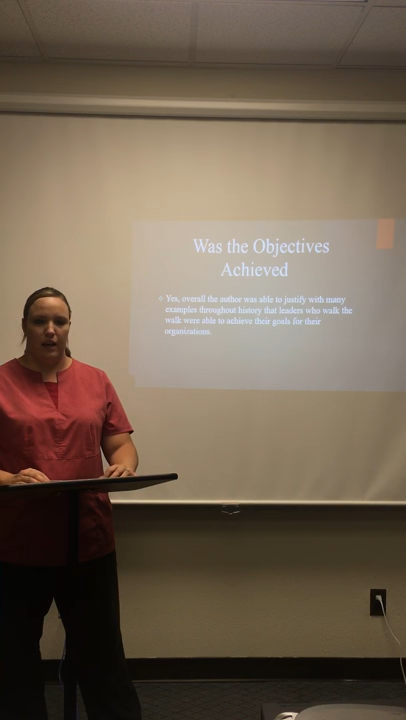 Was the Objectives
Achieved
Yes, overall the author was able to justify with many
examples throughout history that leaders who walk the
walk were able to achieve their goals for their
organizations.